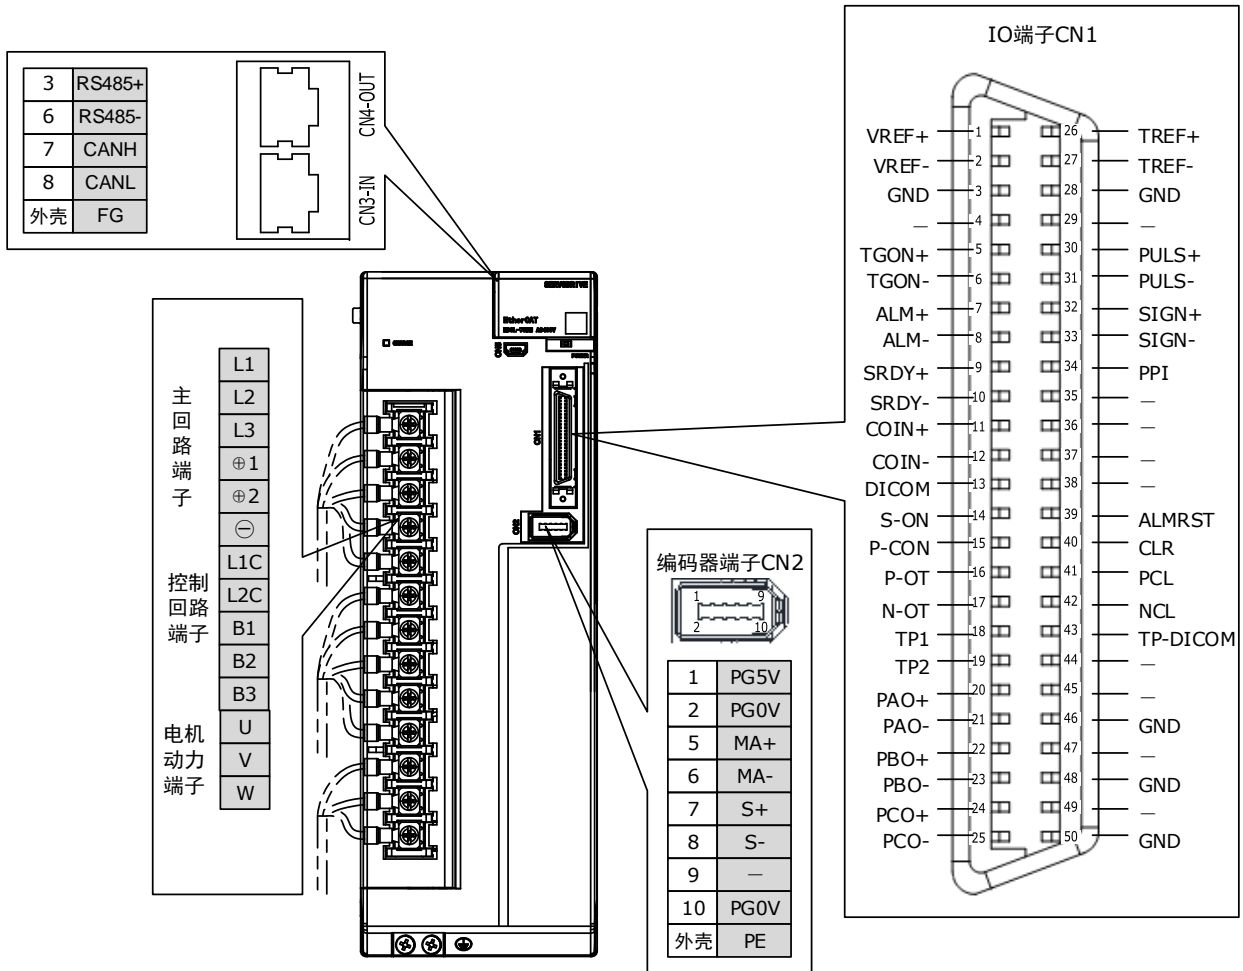 IO端子CN1
3 RS485+
6 RS485-
7 CANH
8 CANL
外壳 FG
CN4-OUT
CN3-IN
主回路端子
L1
L2
L3
⊕1
⊕2
⊖
控制回路端子
L1C
L2C
B1
B2
B3
电机动力端子
U
V
W
EtherCAT
CN1
CN2
编码器端子CN2
1 9
2 10
1 PG5V
2 PG0V
5 MA+
6 MA-
7 S+
8 S-
9 —
10 PG0V
外壳 PE
VREF+ 1 26 TREF+
VREF- 2 27 TREF-
GND 3 28 GND
— 4 29 —
TGON+ 5 30 PULS+
TGON- 6 31 PULS-
ALM+ 7 32 SIGN+
ALM- 8 33 SIGN-
SRDY+ 9 34 PPI
SRDY- 10 35 —
COIN+ 11 36 —
COIN- 12 37 —
DICOM 13 38 —
S-ON 14 39 ALMRST
P-CON 15 40 CLR
P-OT 16 41 PCL
N-OT 17 42 NCL
TP1 18 43 TP-DICOM
TP2 19 44 —
PAO+ 20 45 —
PAO- 21 46 GND
PBO+ 22 47 —
PBO- 23 48 GND
PCO+ 24 49 —
PCO- 25 50 GND